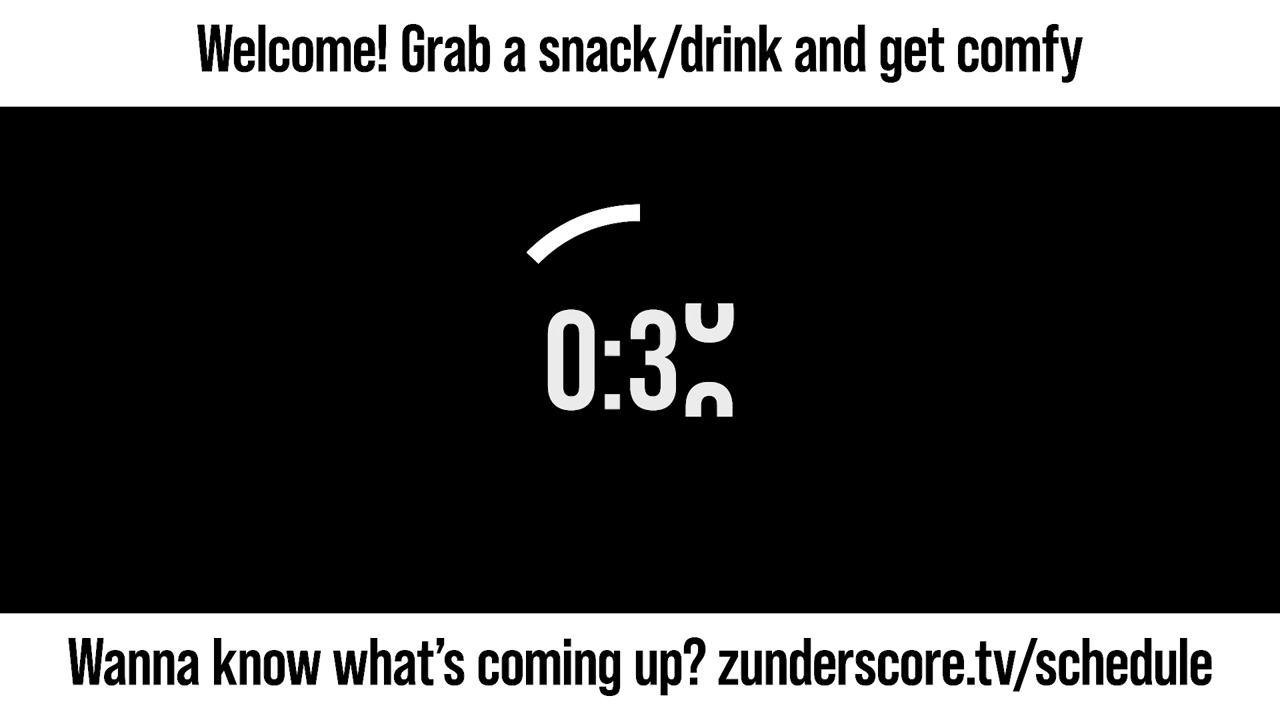 Welcome! Grab a snack/drink and get comfy
0:3
Wanna know what's coming up? zunderscore.tv/schedule